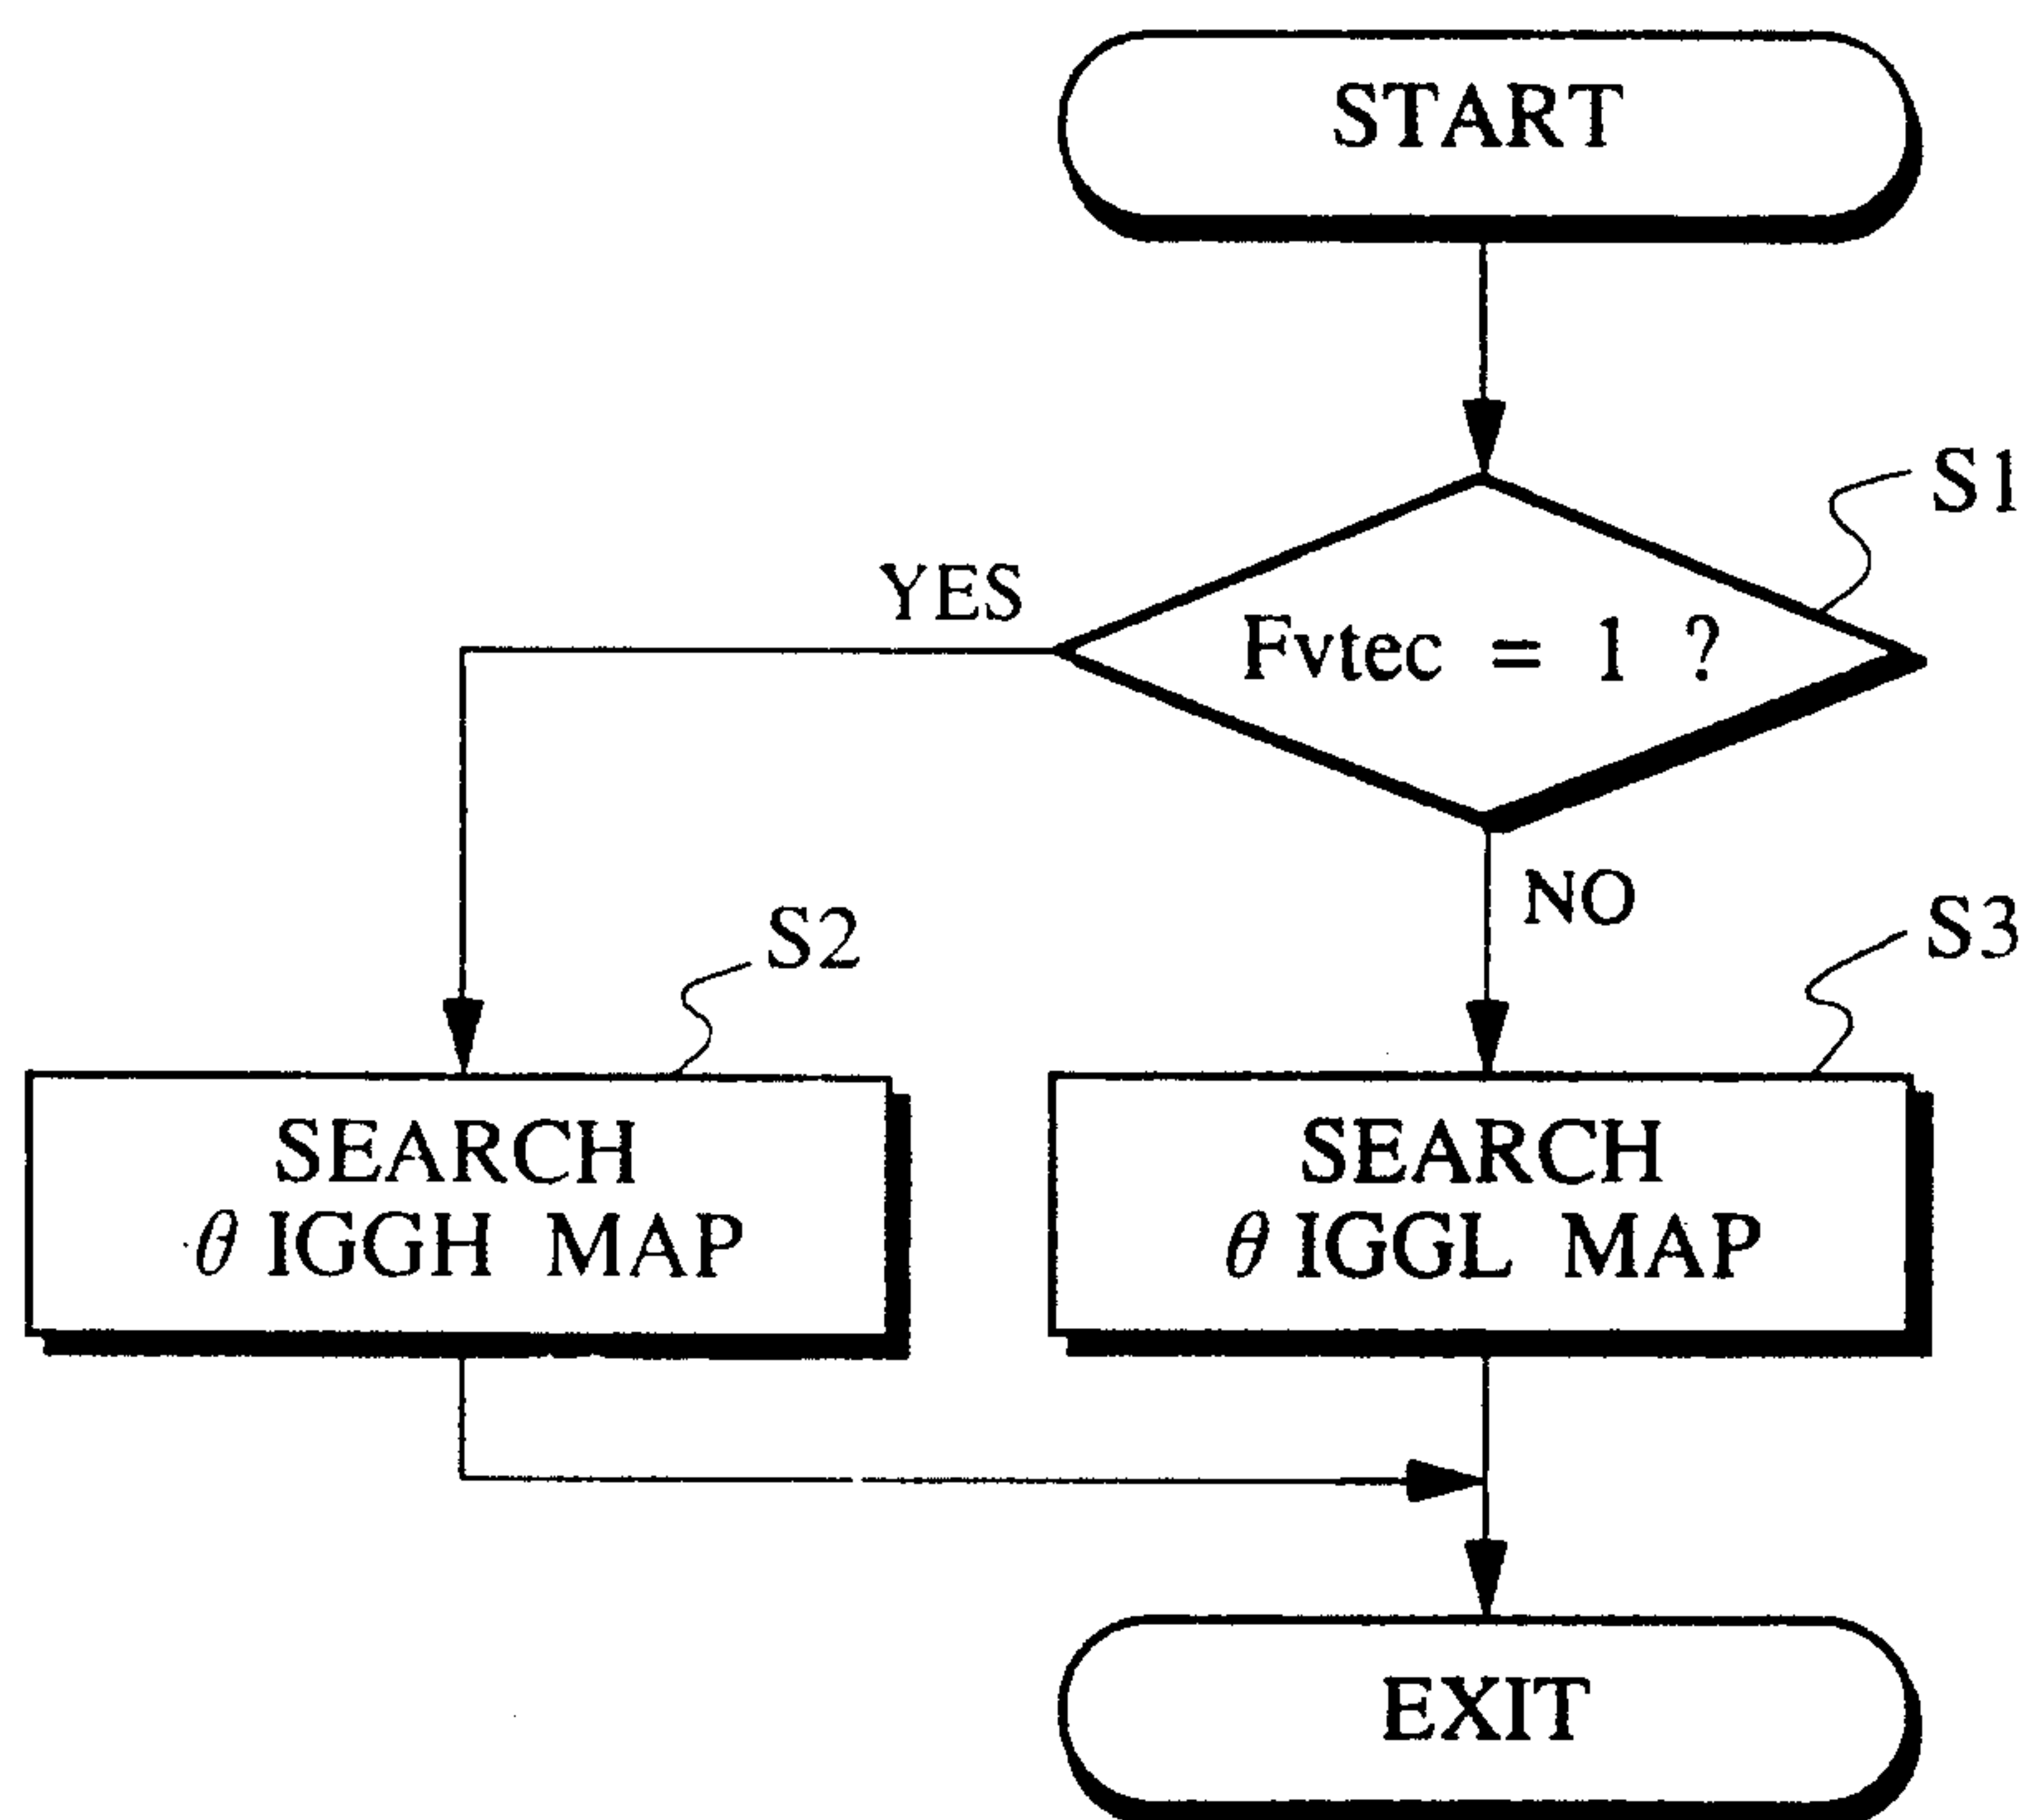 START
S1
YES
Fvtec = 1 ?
NO
S2
S3
SEARCH
θ IGGH MAP
SEARCH
θ IGGL MAP
EXIT